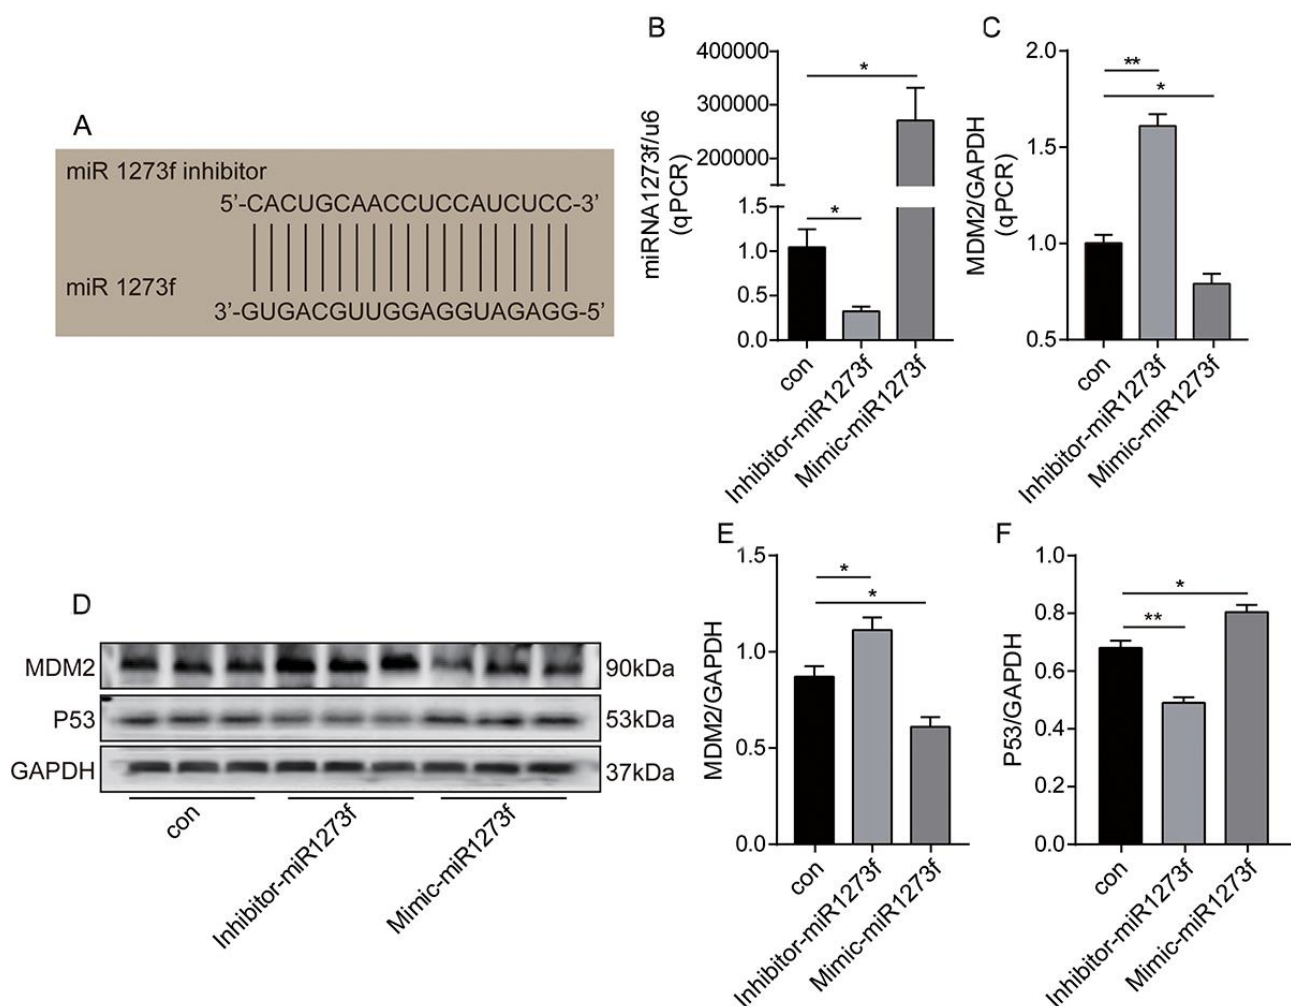 A
miR 1273f inhibitor
5’-CACUGCAACCUCCAUCUCC-3’
miR 1273f
3’-GUGACGUUGGAGGUAGAGG-5’
B
miRNA1273f/u6
(qPCR)
400000
300000
200000
1.5
1.0
0.5
0.0
*
*
con
Inhibitor-miR1273f
Mimic-miR1273f
C
MDM2/GAPDH
(qPCR)
2.0
1.5
1.0
0.5
**
*
con
Inhibitor-miR1273f
Mimic-miR1273f
D
MDM2
90kDa
P53
53kDa
GAPDH
37kDa
con
Inhibitor-miR1273f
Mimic-miR1273f
E
MDM2/GAPDH
1.5
1.0
0.5
0.0
*
*
con
Inhibitor-miR1273f
Mimic-miR1273f
F
P53/GAPDH
1.0
0.8
0.6
0.4
0.2
0.0
*
**
con
Inhibitor-miR1273f
Mimic-miR1273f